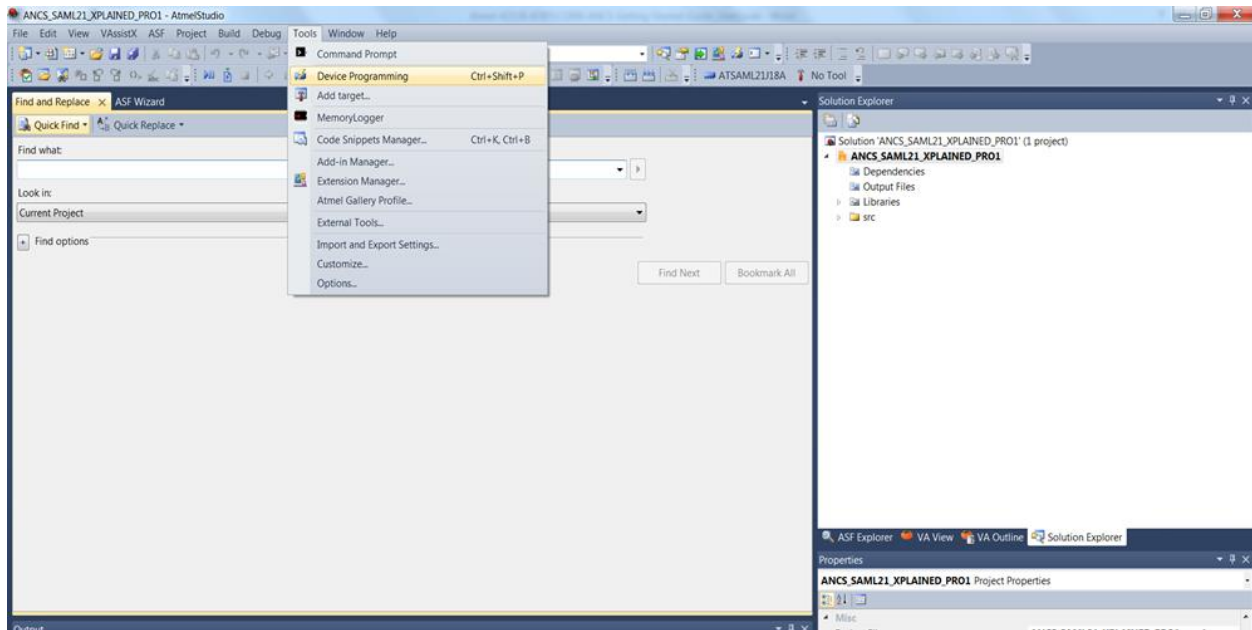 ANCS_SAML21_XPLAINED_PRO1 - AtmelStudio
File Edit View VAssistX ASF Project Build Debug Tools Window Help
ATSAML21J18A No Tool
Command Prompt
Device Programming Ctrl+Shift+P
Add target...
MemoryLogger
Code Snippets Manager... Ctrl+K, Ctrl+B
Add-in Manager...
Extension Manager...
Atmel Gallery Profile...
External Tools...
Import and Export Settings...
Customize...
Options...
Find and Replace ASF Wizard
Quick Find Quick Replace
Find what:
Look in:
Current Project
Find options
Find Next Bookmark All
Solution Explorer
Solution 'ANCS_SAML21_XPLAINED_PRO1' (1 project)
ANCS_SAML21_XPLAINED_PRO1
Dependencies
Output Files
Libraries
src
ASF Explorer VA View VA Outline Solution Explorer
Properties
ANCS_SAML21_XPLAINED_PRO1 Project Properties
Misc
Output